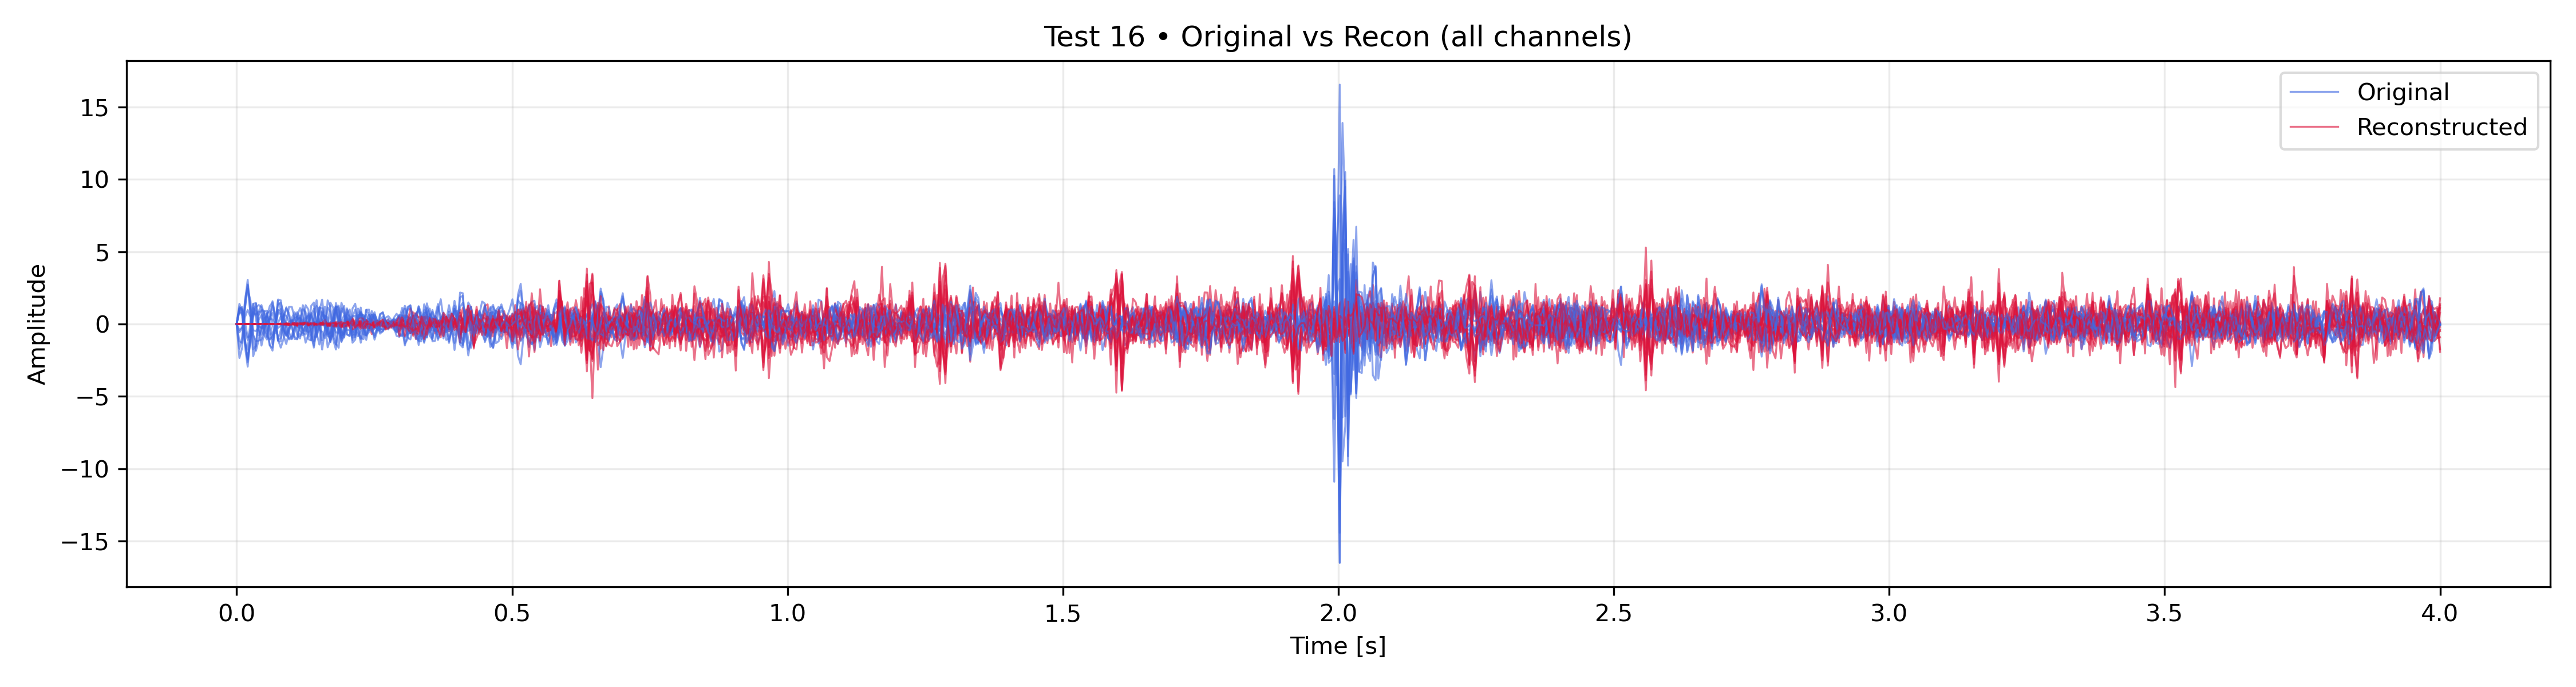 Test 16 • Original vs Recon (all channels)
Original
Reconstructed
Amplitude
15
10
5
0
−5
−10
−15
0.0 0.5 1.0 1.5 2.0 2.5 3.0 3.5 4.0
Time [s]